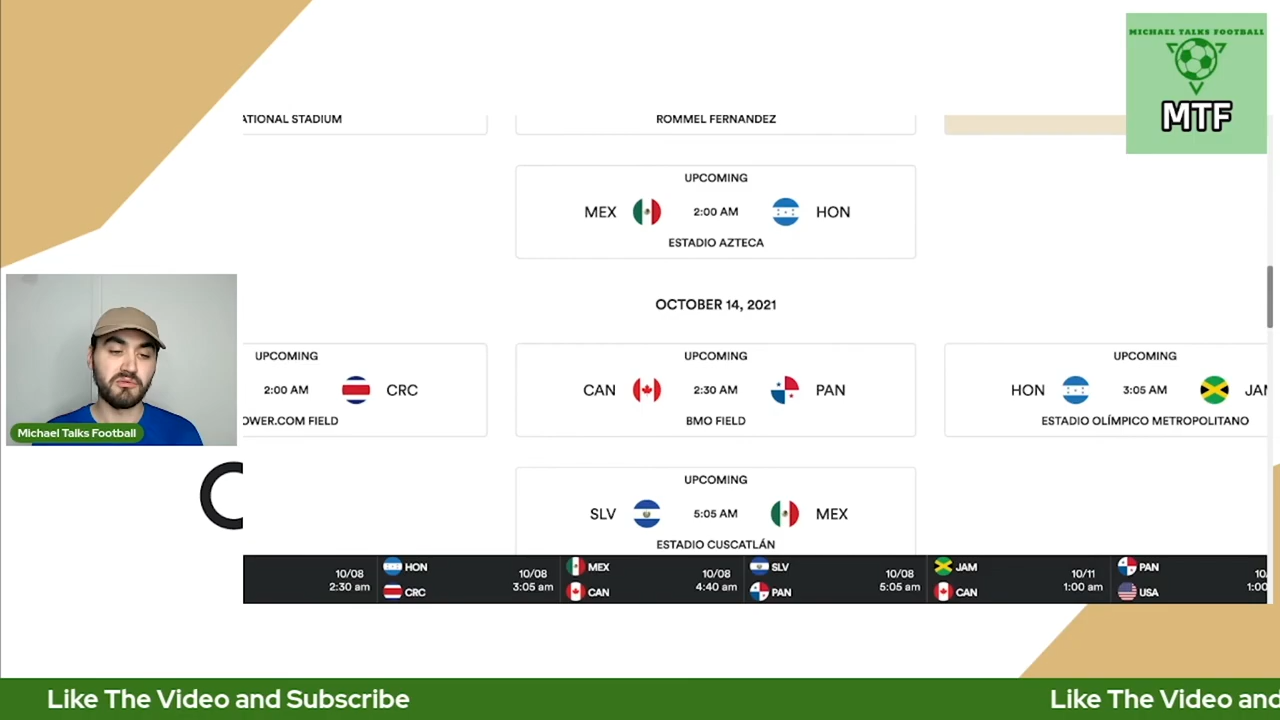 MICHAEL TALKS FOOTBALL
MTF
ATIONAL STADIUM
ROMMEL FERNANDEZ
UPCOMING
MEX 2:00 AM HON
ESTADIO AZTECA
OCTOBER 14, 2021
UPCOMING
2:00 AM CRC
OWER.COM FIELD
UPCOMING
CAN 2:30 AM PAN
BMO FIELD
UPCOMING
HON 3:05 AM JAM
ESTADIO OLÍMPICO METROPOLITANO
UPCOMING
SLV 5:05 AM MEX
ESTADIO CUSCATLÁN
Michael Talks Football
10/08
2:30 am
HON
CRC
10/08
3:05 am
MEX
CAN
10/08
4:40 am
SLV
PAN
10/08
5:05 am
JAM
CAN
10/11
1:00 am
PAN
USA
10/
1:00
Like The Video and Subscribe
Like The Video and